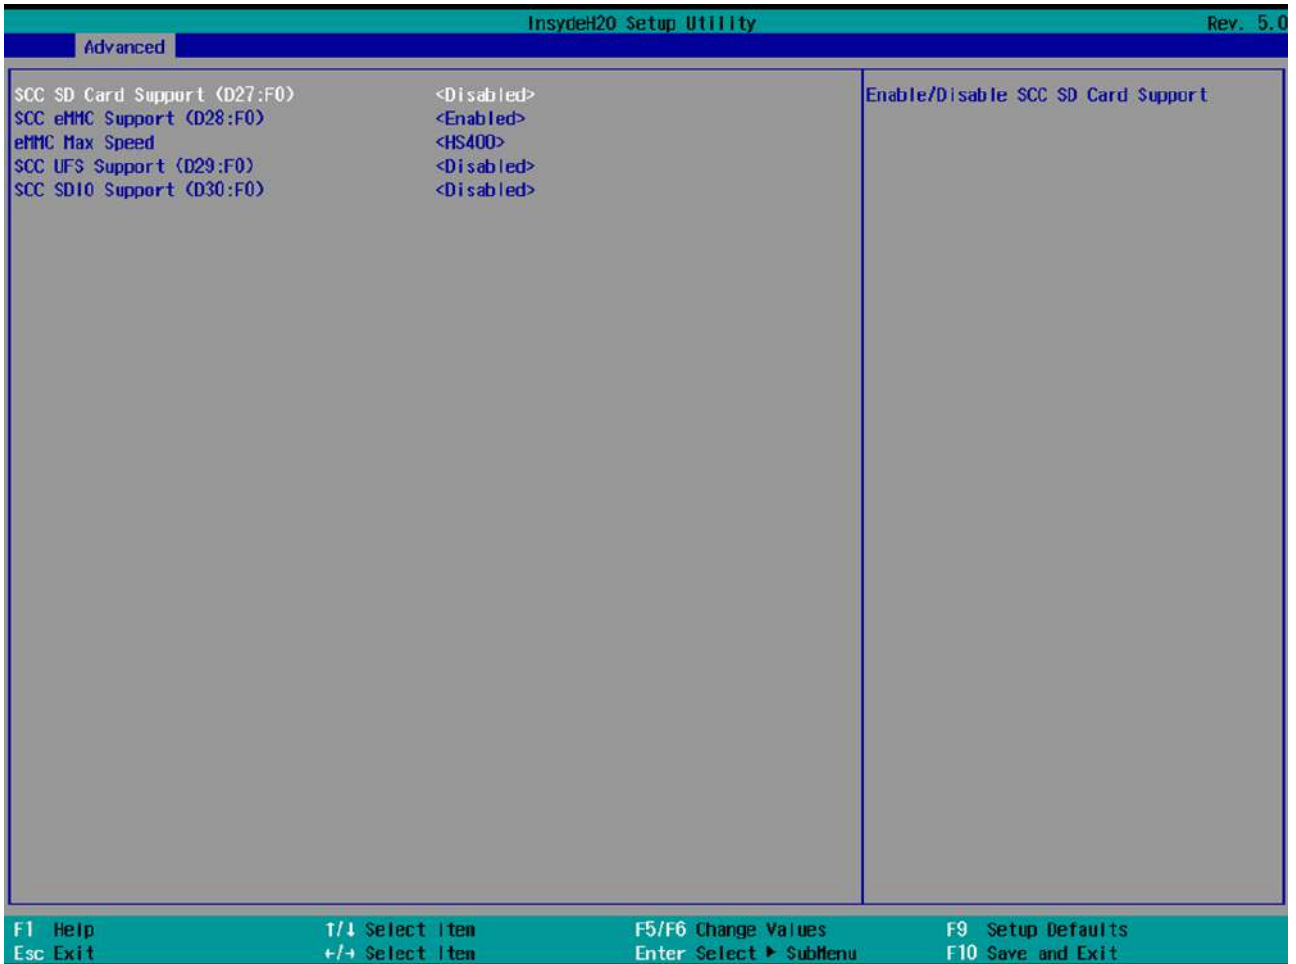 InsydeH2O Setup Utility Rev. 5.0
Advanced
SCC SD Card Support (D27:F0) <Disabled>
SCC eMMC Support (D28:F0) <Enabled>
eMMC Max Speed <HS400>
SCC UFS Support (D29:F0) <Disabled>
SCC SDIO Support (D30:F0) <Disabled>
Enable/Disable SCC SD Card Support
F1 Help ↑/↓ Select Item F5/F6 Change Values F9 Setup Defaults
Esc Exit ←/→ Select Item Enter Select ▶ SubMenu F10 Save and Exit